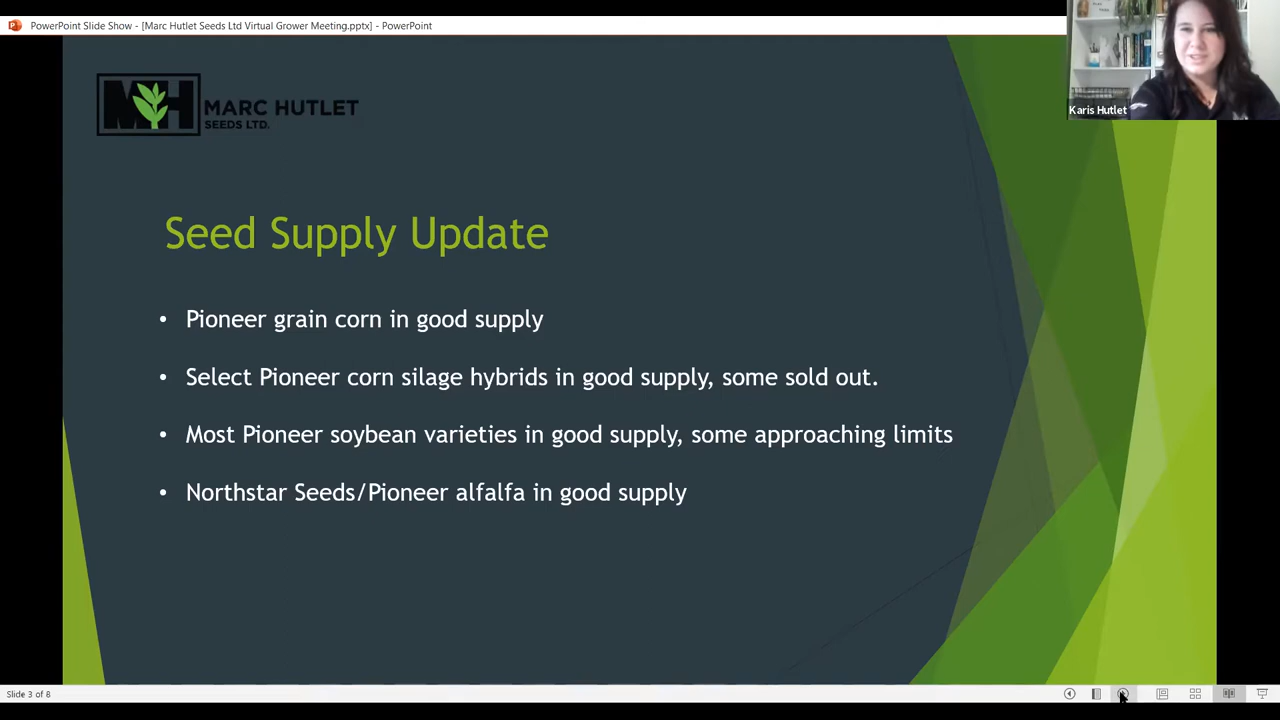 PowerPoint Slide Show - [Marc Hutlet Seeds Ltd Virtual Grower Meeting.pptx] - PowerPoint
Karis Hutlet
MH MARC HUTLET
SEEDS LTD.
Seed Supply Update
• Pioneer grain corn in good supply
• Select Pioneer corn silage hybrids in good supply, some sold out.
• Most Pioneer soybean varieties in good supply, some approaching limits
• Northstar Seeds/Pioneer alfalfa in good supply
Slide 3 of 8